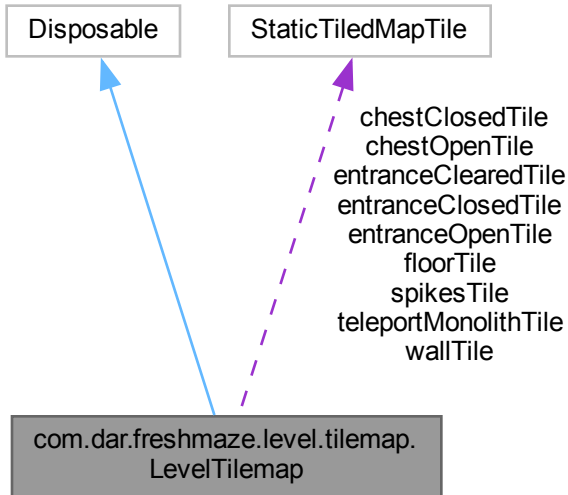 Disposable
StaticTiledMapTile
chestClosedTile
chestOpenTile
entranceClearedTile
entranceClosedTile
entranceOpenTile
floorTile
spikesTile
teleportMonolithTile
wallTile
com.dar.freshmaze.level.tilemap.
LevelTilemap